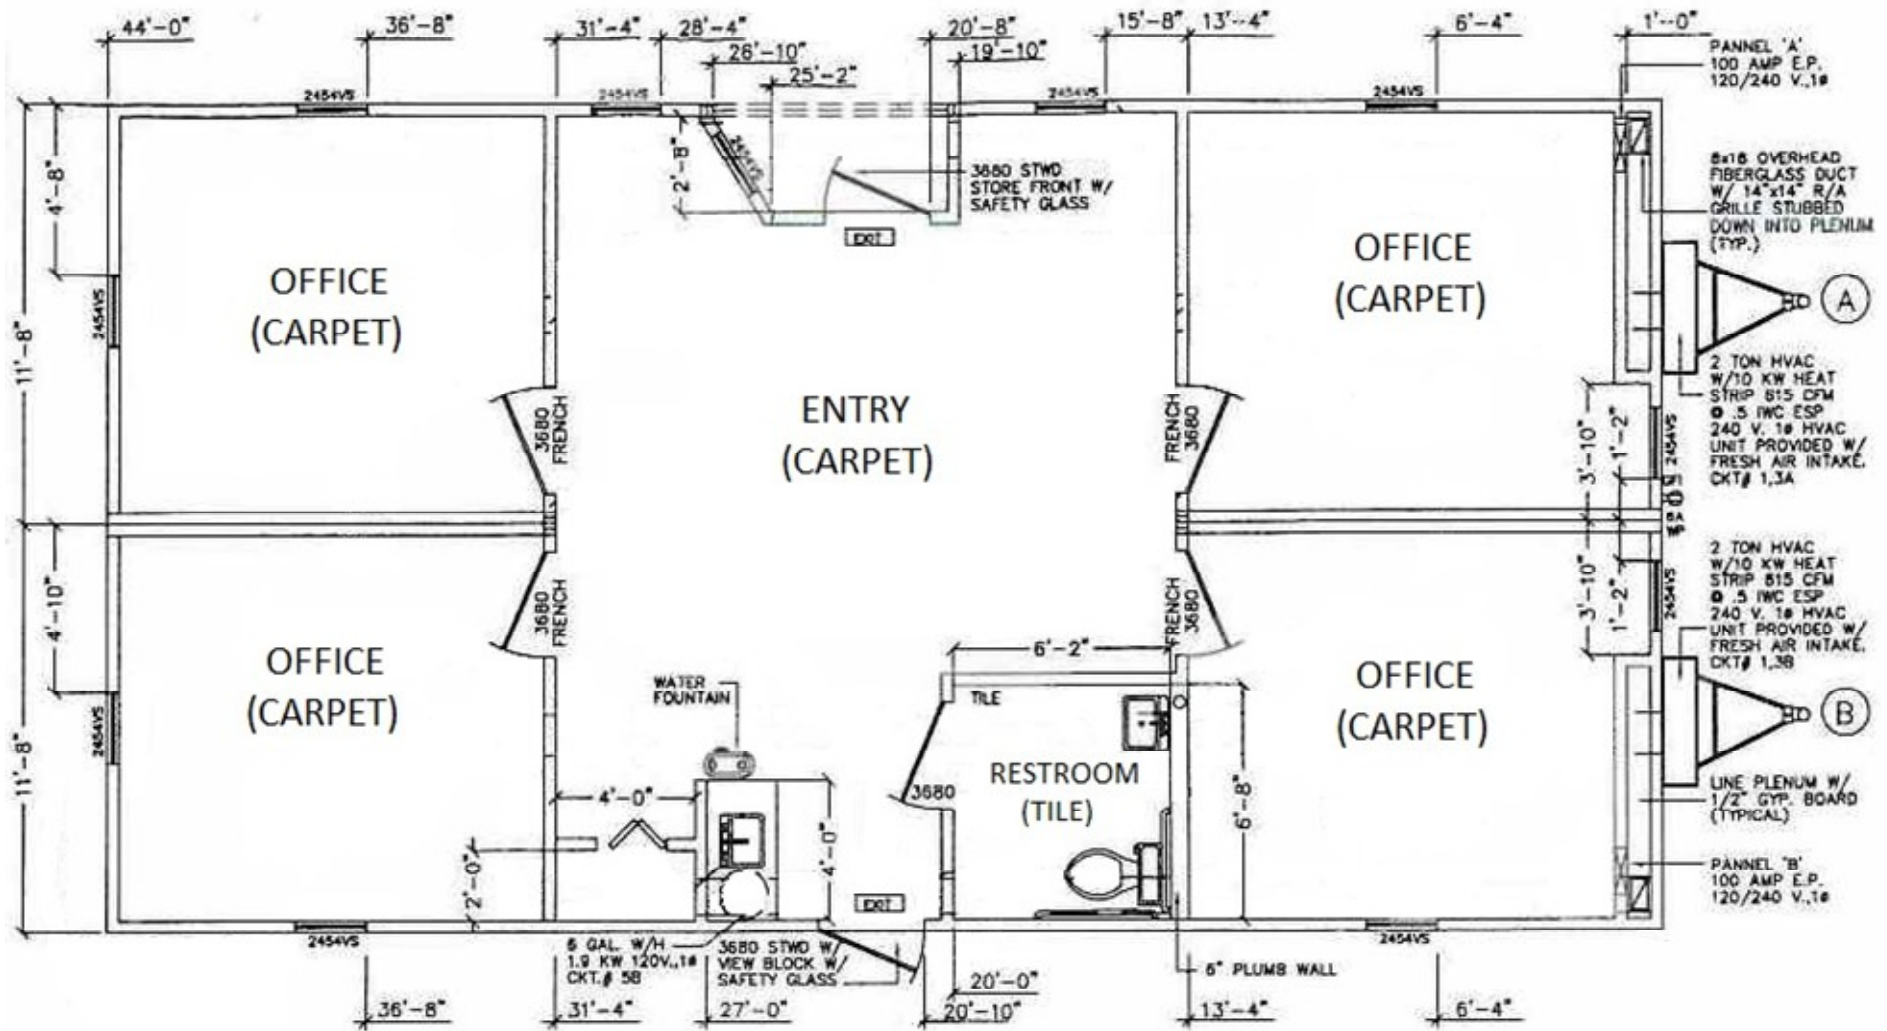 44'-0"
36'-8"
31'-4"
28'-4"
26'-10"
25'-2"
20'-8"
19'-10"
15'-8"
13'-4"
6'-4"
1'-0"
PANNEL 'A'
100 AMP E.P.
120/240 V.,1ø
2454VS
2454VS
2454VS
2454VS
2454VS
4'-8"
2'-8"
3680 STWD
STORE FRONT W/
SAFETY GLASS
EXIT
8x16 OVERHEAD
FIBERGLASS DUCT
W/ 14"x14" R/A
GRILLE STUBBED
DOWN INTO PLENUM
(TYP.)
OFFICE
(CARPET)
OFFICE
(CARPET)
A
2454VS
11'-8"
2 TON HVAC
W/10 KW HEAT
STRIP 815 CFM
@ .5 IWC ESP
240 V. 1ø HVAC
UNIT PROVIDED W/
FRESH AIR INTAKE.
CKT# 1,3A
ENTRY
(CARPET)
3680
FRENCH
FRENCH
3680
3'-10"
1'-2"
2454VS
8A
WP
2 TON HVAC
W/10 KW HEAT
STRIP 815 CFM
@ .5 IWC ESP
240 V. 1ø HVAC
UNIT PROVIDED W/
FRESH AIR INTAKE.
CKT# 1,3B
4'-10"
3680
FRENCH
FRENCH
3680
3'-10"
1'-2"
2454VS
OFFICE
(CARPET)
OFFICE
(CARPET)
6'-2"
WATER
FOUNTAIN
TILE
B
2454VS
11'-8"
RESTROOM
(TILE)
3680
4'-0"
4'-0"
6'-8"
2'-0"
LINE PLENUM W/
1/2" GYP. BOARD
(TYPICAL)
PANNEL 'B'
100 AMP E.P.
120/240 V.,1ø
EXIT
2454VS
2454VS
6 GAL. W/H
1.9 KW 120V.,1ø
CKT.# 5B
3680 STWD W/
VIEW BLOCK W/
SAFETY GLASS
6" PLUMB WALL
36'-8"
31'-4"
27'-0"
20'-0"
20'-10"
13'-4"
6'-4"